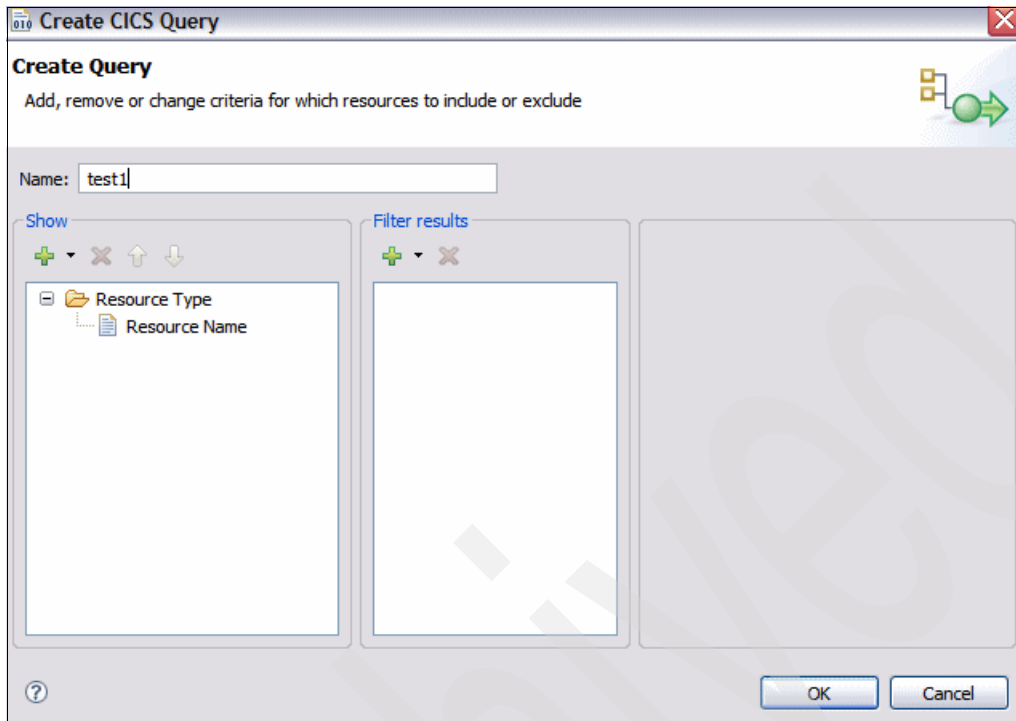 Create CICS Query
Create Query
Add, remove or change criteria for which resources to include or exclude
Name: test1
Show
Filter results
Resource Type
Resource Name
OK
Cancel